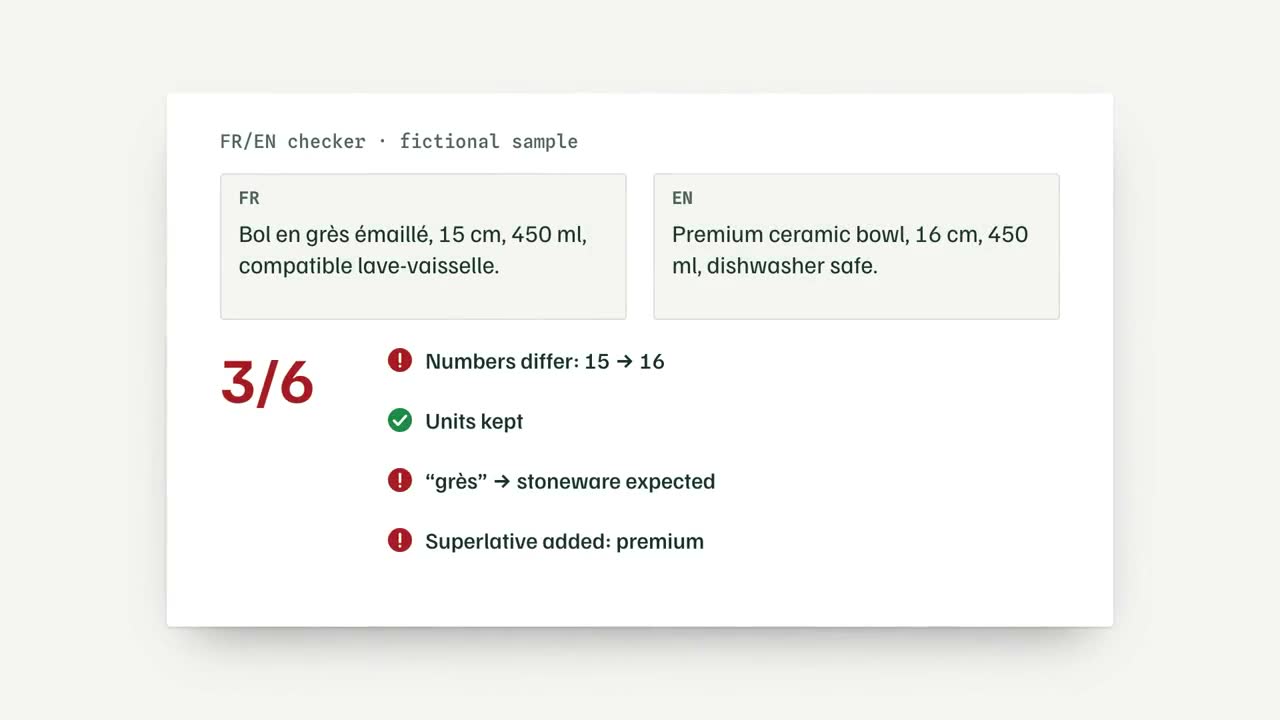 FR/EN checker · fictional sample
FR
Bol en grès émaillé, 15 cm, 450 ml,
compatible lave-vaisselle.
EN
Premium ceramic bowl, 16 cm, 450
ml, dishwasher safe.
3/6
Numbers differ: 15 → 16
Units kept
“grès” → stoneware expected
Superlative added: premium